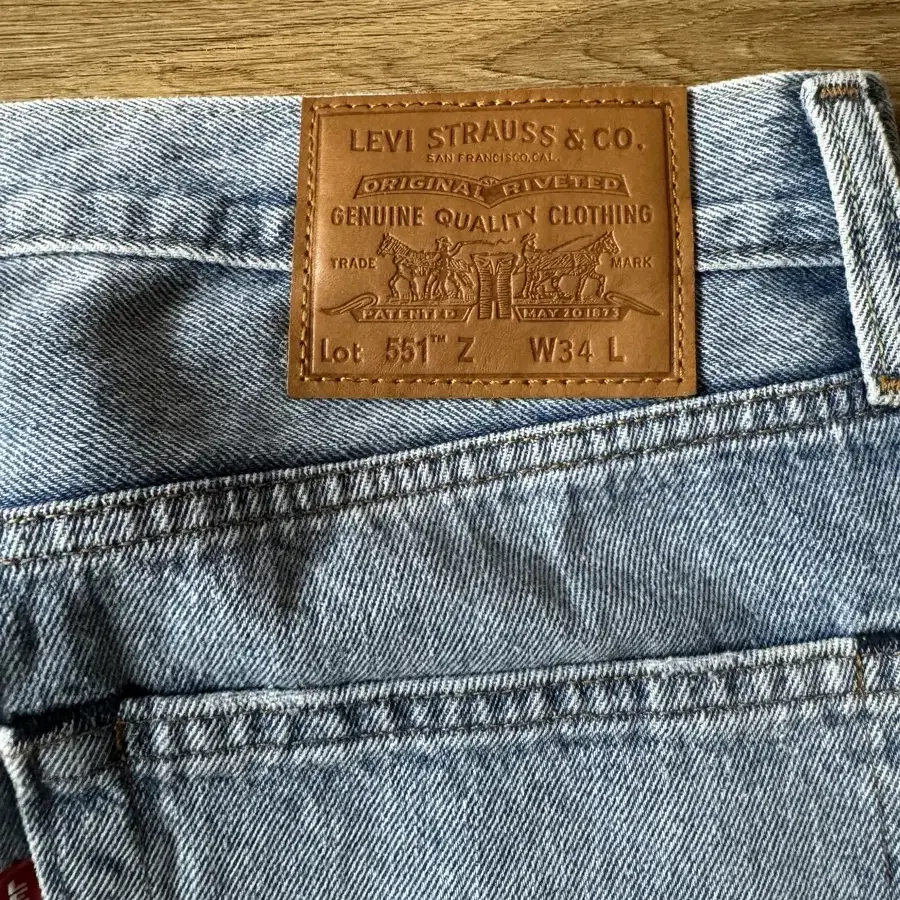 LEVI STRAUSS & CO.
SAN FRANCISCO, CAL.
ORIGINAL RIVETED
GENUINE QUALITY CLOTHING
TRADE MARK
PATENTED MAY 20 1873
Lot 551™ Z W34 L